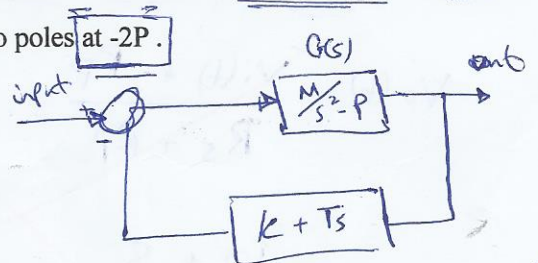 o poles at -2P .
G(s)
out
input
+
M/s²-P
-
K + Ts